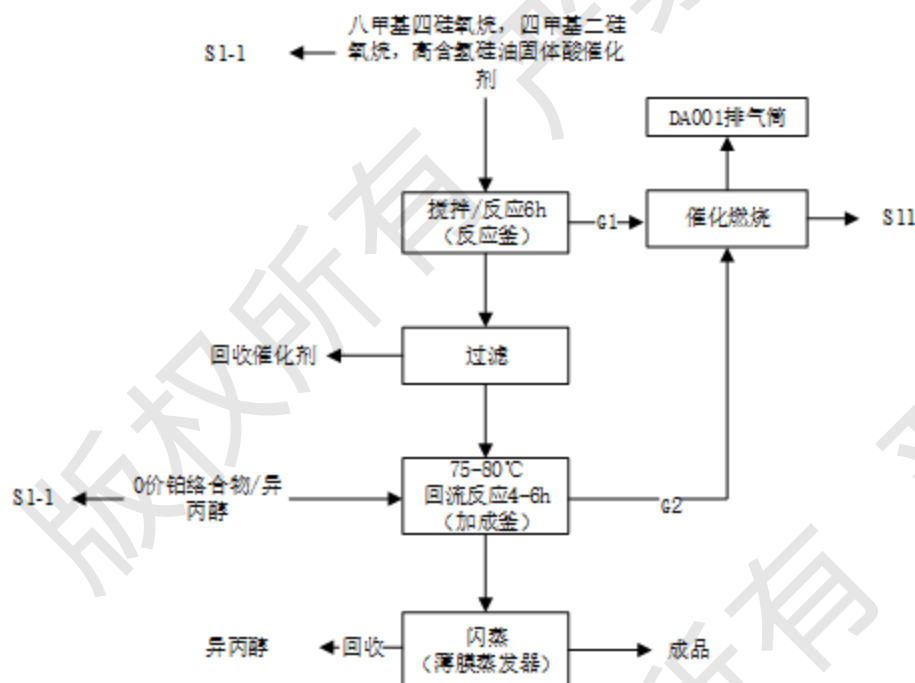 八甲基四硅氧烷，四甲基二硅
氧烷，高含氢硅油固体酸催化
剂
S1-1
DA001排气筒
搅拌/反应6h
（反应釜）
G1
催化燃烧
S11
回收催化剂
过滤
S1-1
0价铂络合物/异
丙醇
75-80℃
回流反应4-6h
（加成釜）
G2
异丙醇
回收
闪蒸
（薄膜蒸发器）
成品
版权所有